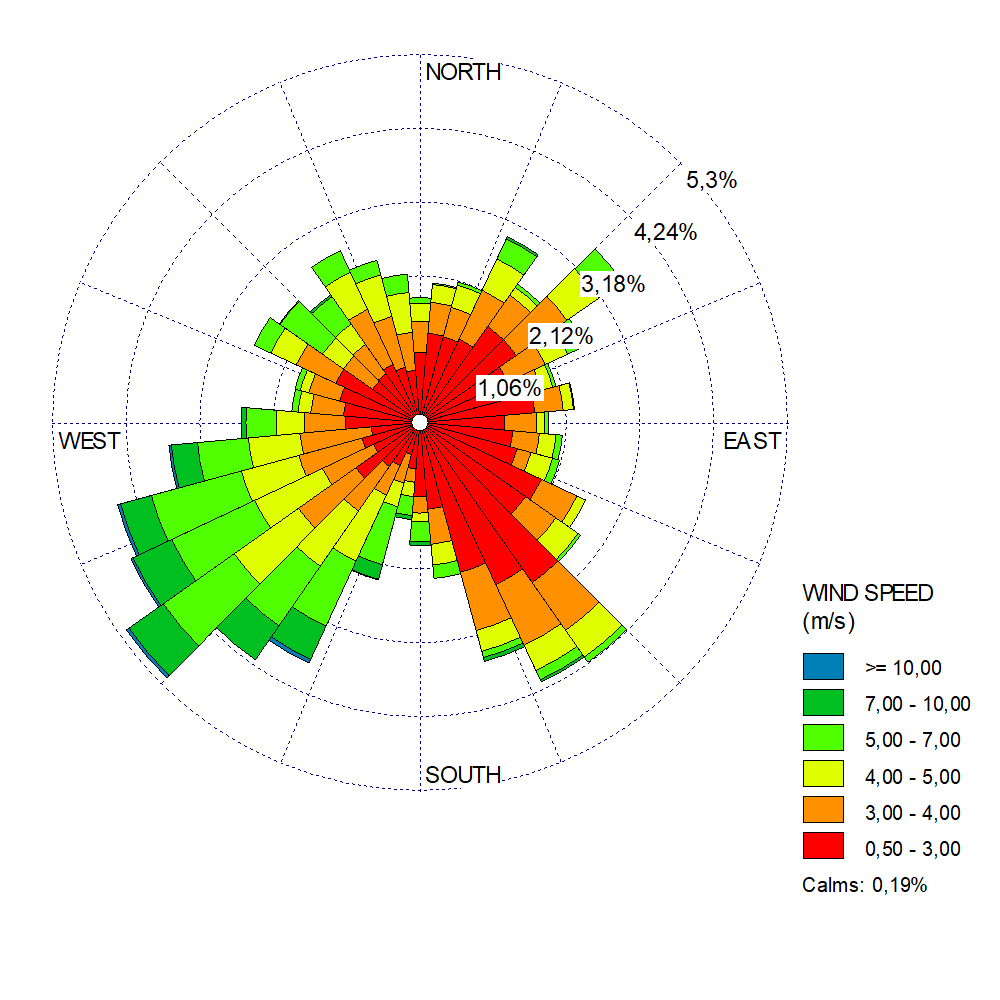 NORTH
5,3%
4,24%
3,18%
2,12%
1,06%
WEST
EAST
SOUTH
WIND SPEED
(m/s)
>= 10,00
7,00 - 10,00
5,00 - 7,00
4,00 - 5,00
3,00 - 4,00
0,50 - 3,00
Calms: 0,19%